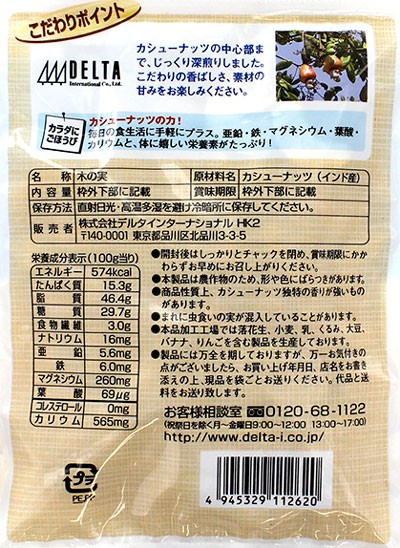 こだわりポイント
カシューナッツの中心部まで、じっくり深煎りしました。
こだわりの香ばしさ、素材の甘みをお楽しみください。
DELTA
International Co., Ltd.
カラダにごほうび
カシューナッツの力!
毎日の食生活に手軽にプラス。亜鉛・鉄・マグネシウム・葉酸・
カリウムと、体に嬉しい栄養素がたっぷり!
名称 木の実 原材料名 カシューナッツ(インド産)
内容量 枠外下部に記載 賞味期限 枠外下部に記載
保存方法 直射日光・高温多湿を避け冷暗所に保存してください。
販売者 株式会社デルタインターナショナル HK2
〒140-0001 東京都品川区北品川3-3-5
栄養成分表示(100g当り)
エネルギー 574kcal
たんぱく質 15.3g
脂質 46.4g
糖質 29.7g
食物繊維 3.0g
ナトリウム 16mg
亜鉛 5.6mg
鉄 6.0mg
マグネシウム 260mg
葉酸 69μg
コレステロール 0mg
カリウム 565mg
●開封後はしっかりとチャックを閉め、賞味期限にかか
わらずお早めにお召し上がりください。
●本製品は農作物のため、形や色にばらつきがあります。
●商品性質上、カシューナッツ独特の香りが強いもの
があります。
●まれに虫食いの実が混入していることがあります。
●本品加工工場では落花生、小麦、乳、くるみ、大豆、
バナナ、りんごを含む製品を生産しております。
●製品には万全を期しておりますが、万一お気付きの
点がございましたら、お買い上げ年月日、店名をお書き
添えの上、現品を袋ごとお送りください。代品と送
料をお送り致します。
お客様相談室 0120-68-1122
(祝祭日を除く月~金曜日9:00~12:00 13:00~17:00)
http://www.delta-i.co.jp/
プラ
4 945329 112620